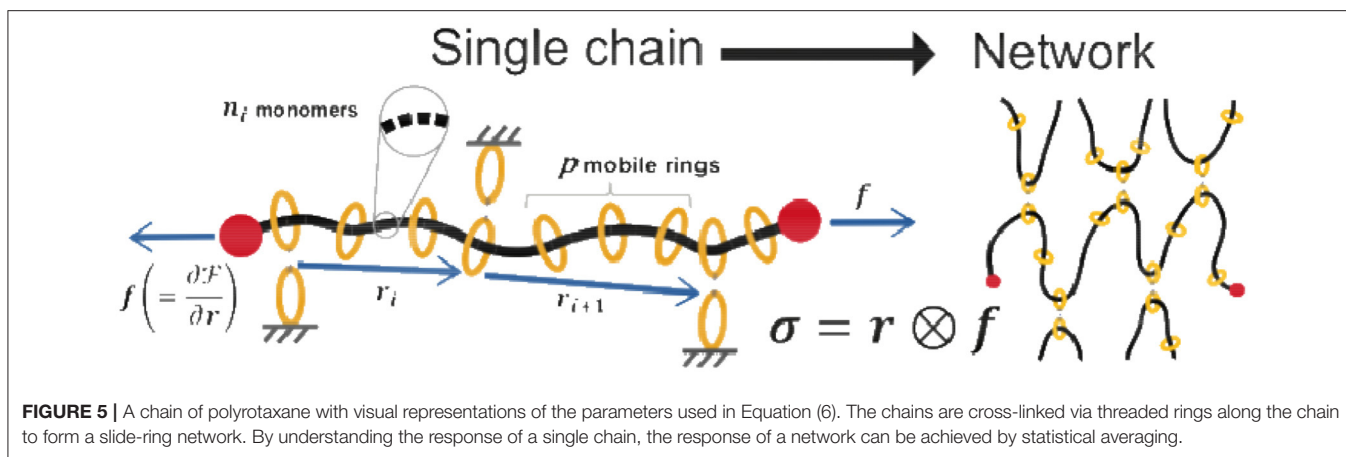 Single chain Network
n_i monomers
p mobile rings
f
f(= ∂ℱ/∂r)
r_i
r_{i+1}
σ = r ⊗ f
FIGURE 5 | A chain of polyrotaxane with visual representations of the parameters used in Equation (6). The chains are cross-linked via threaded rings along the chain
to form a slide-ring network. By understanding the response of a single chain, the response of a network can be achieved by statistical averaging.